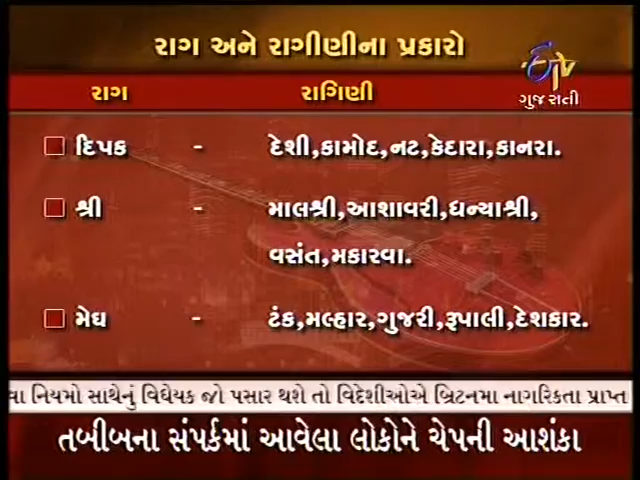 રાગ અને રાગીણીના પ્રકારો
ETV
ગુજરાતી
રાગ રાગિણી
દિપક - દેશી,કામોદ,નટ,કેદારા,કાનરા.
શ્રી - માલશ્રી,આશાવરી,ધન્યાશ્રી,
વસંત,મકારવા.
મેઘ - ટંક,મલ્હાર,ગુજરી,રૂપાલી,દેશકાર.
નિયમો સાથેનું વિધેયક જો પસાર થશે તો વિદેશીઓએ બ્રિટનમા નાગરિકતા પ્રાપ્ત
તબીબના સંપર્કમાં આવેલા લોકોને ચેપની આશંકા